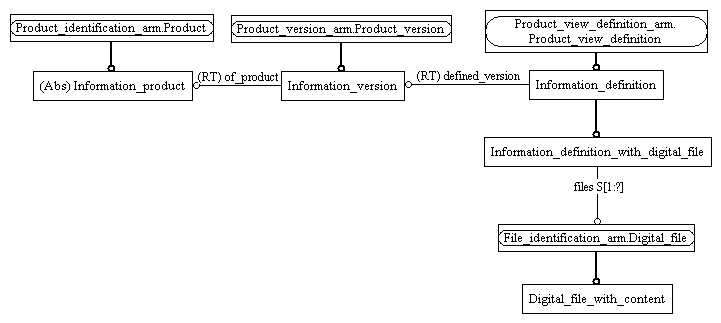 Product_identification_arm.Product
Product_version_arm.Product_version
Product_view_definition_arm.
Product_view_definition
(Abs) Information_product
(RT) of_product
Information_version
(RT) defined_version
Information_definition
Information_definition_with_digital_file
files S[1:?]
File_identification_arm.Digital_file
Digital_file_with_content